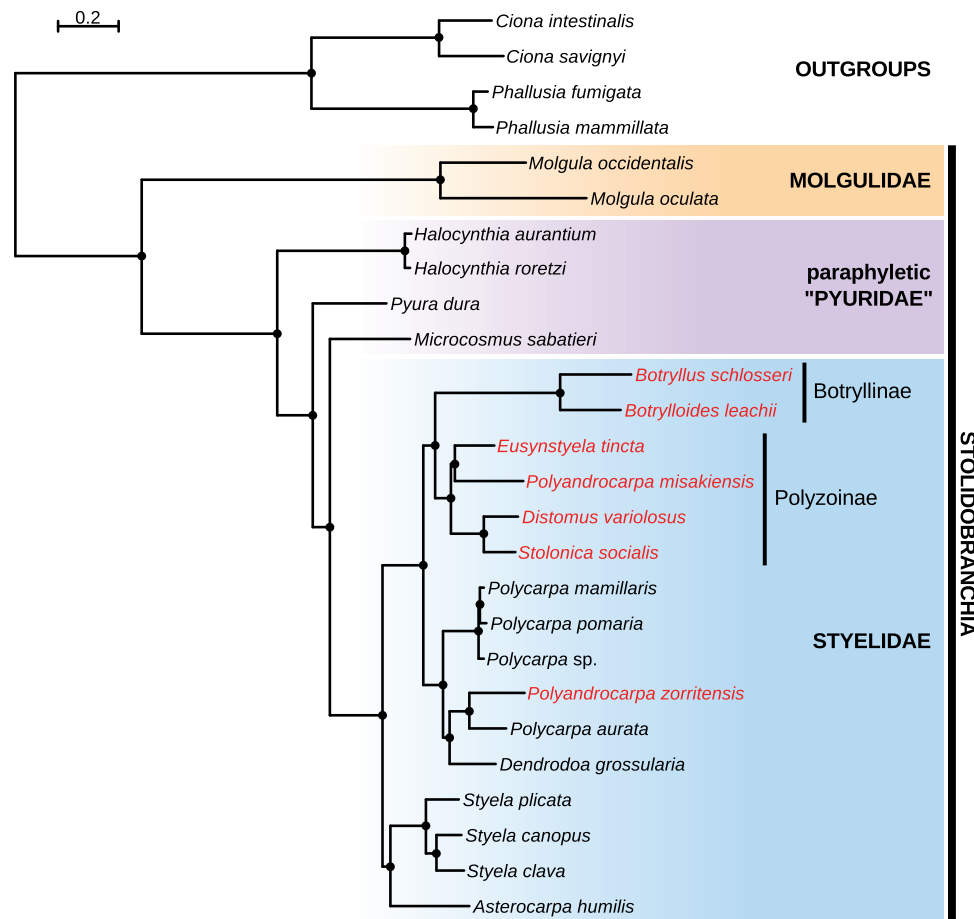 0.2
Ciona intestinalis
Ciona savignyi
OUTGROUPS
Phallusia fumigata
Phallusia mammillata
Molgula occidentalis
MOLGULIDAE
Molgula oculata
Halocynthia aurantium
Halocynthia roretzi
paraphyletic
"PYURIDAE"
Pyura dura
Microcosmus sabatieri
Botryllus schlosseri
Botryllinae
Botrylloides leachii
Eusynstyela tincta
Polyandrocarpa misakiensis
Polyzoinae
Distomus variolosus
Stolonica socialis
Polycarpa mamillaris
Polycarpa pomaria
STYELIDAE
Polycarpa sp.
Polyandrocarpa zorritensis
Polycarpa aurata
Dendrodoa grossularia
Styela plicata
Styela canopus
Styela clava
Asterocarpa humilis
STOLIDOBRANCHIA